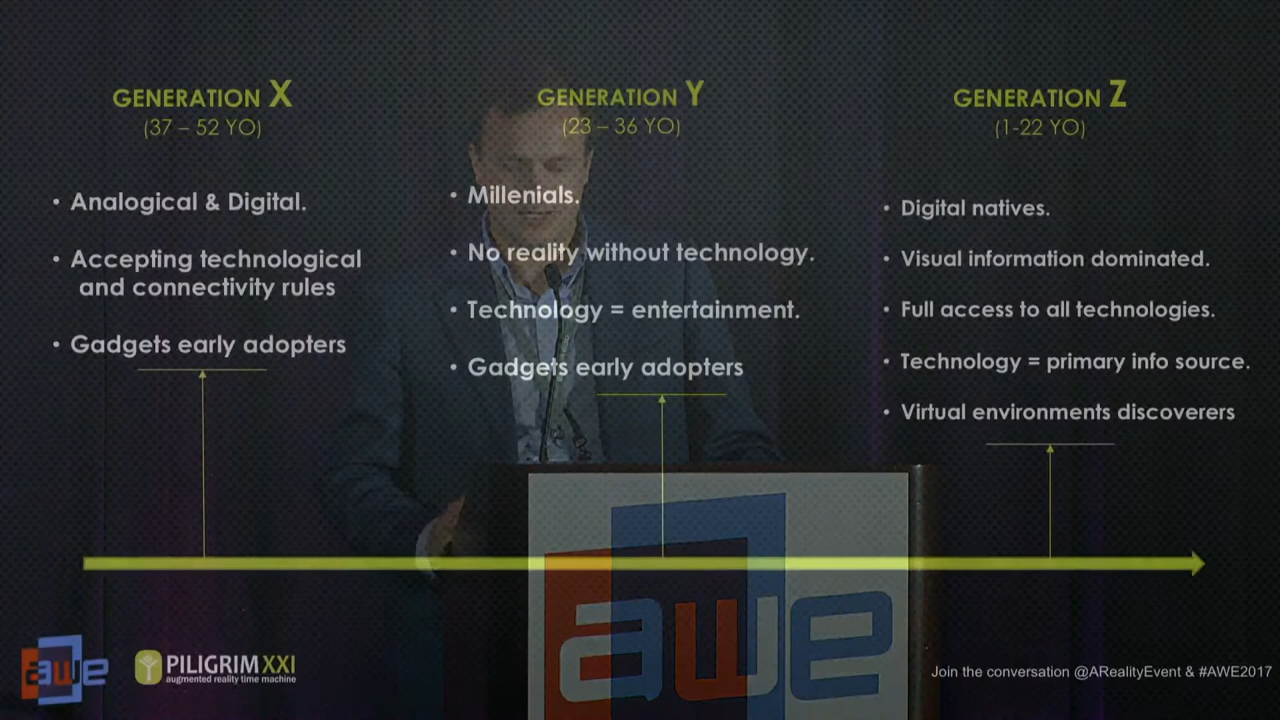 GENERATION X
(37 – 52 YO)
• Analogical & Digital.
• Accepting technological
and connectivity rules
• Gadgets early adopters
GENERATION Y
(23 – 36 YO)
• Millenials.
• No reality without technology.
• Technology = entertainment.
• Gadgets early adopters
GENERATION Z
(1-22 YO)
• Digital natives.
• Visual information dominated.
• Full access to all technologies.
• Technology = primary info source.
• Virtual environments discoverers
awe
awe
PILIGRIM XXI
augmented reality time machine
Join the conversation @ARealityEvent & #AWE2017